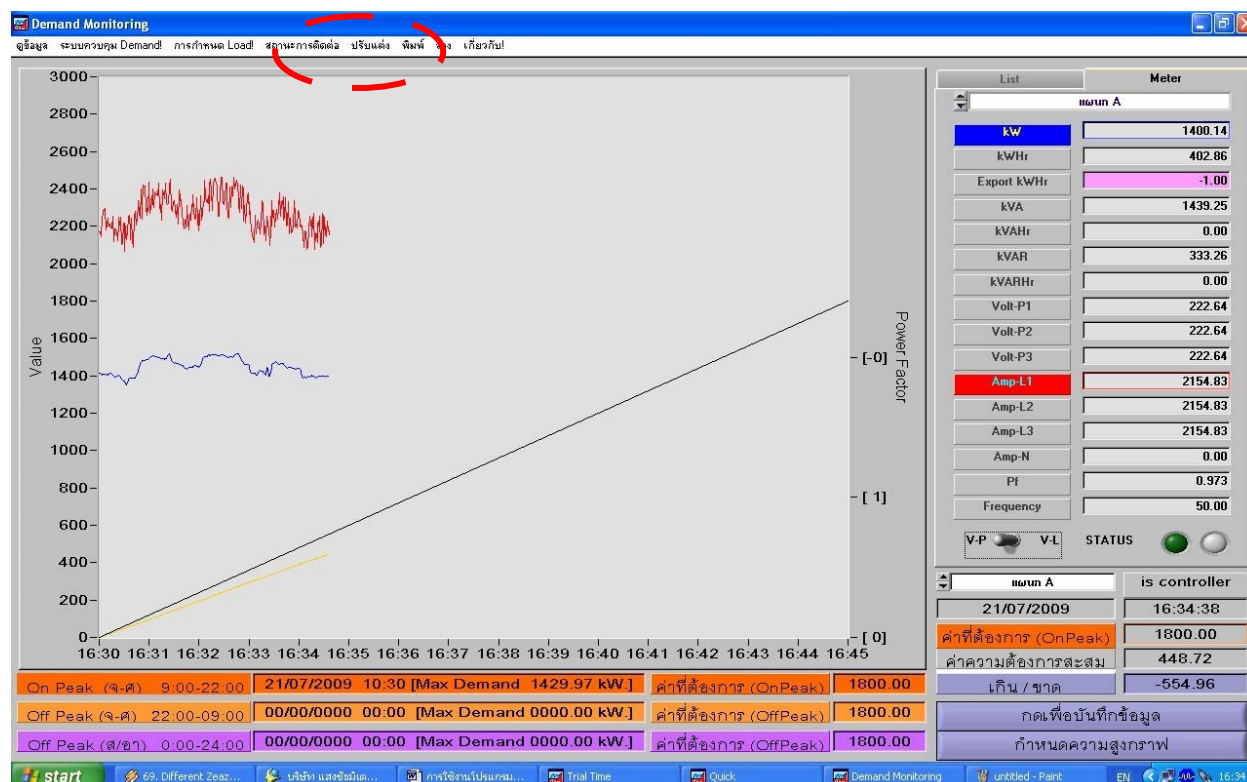 Demand Monitoring
ดูข้อมูล ระบบควบคุม Demand! การกำหนด Load! สถานะการติดต่อ ปรับแต่ง พิมพ์ เกี่ยวกับ!
List Meter
แผนก A
kW 1400.14
kWHr 402.86
Export kWHr -1.00
kVA 1439.25
kVAHr 0.00
kVAR 333.26
kVARHr 0.00
Volt-P1 222.64
Volt-P2 222.64
Volt-P3 222.64
Amp-L1 2154.83
Amp-L2 2154.83
Amp-L3 2154.83
Amp-N 0.00
Pf 0.973
Frequency 50.00
V-P V-L STATUS
แผนก A is controller
21/07/2009 16:34:38
ค่าที่ต้องการ (OnPeak) 1800.00
ค่าความต้องการสะสม 448.72
เกิน / ขาด -554.96
กดเพื่อบันทึกข้อมูล
กำหนดความสูงกราฟ
3000
2800
2600
2400
2200
2000
1800
1600
1400
1200
1000
800
600
400
200
0
Value
[-0]
[ 1]
[ 0]
Power Factor
16:30 16:31 16:32 16:33 16:34 16:35 16:36 16:37 16:38 16:39 16:40 16:41 16:42 16:43 16:44 16:45
On Peak (จ-ศ) 9:00-22:00 21/07/2009 10:30 [Max Demand 1429.97 kW.] ค่าที่ต้องการ (OnPeak) 1800.00
Off Peak (จ-ศ) 22:00-09:00 00/00/0000 00:00 [Max Demand 0000.00 kW.] ค่าที่ต้องการ (OffPeak) 1800.00
Off Peak (ส/อา) 0:00-24:00 00/00/0000 00:00 [Max Demand 0000.00 kW.] ค่าที่ต้องการ (OffPeak) 1800.00
start 69. Different Zeaz... บริษัท แสงชัยมิเต... การใช้งานโปรแกรม... Trial Time Quick Demand Monitoring untitled - Paint EN 16:34